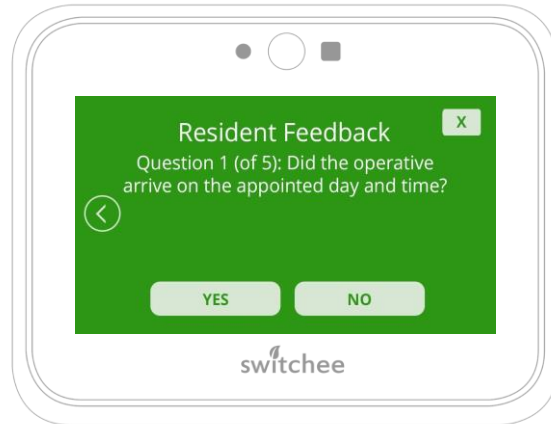 X
Resident Feedback
Question 1 (of 5): Did the operative
arrive on the appointed day and time?
YES NO
switchee